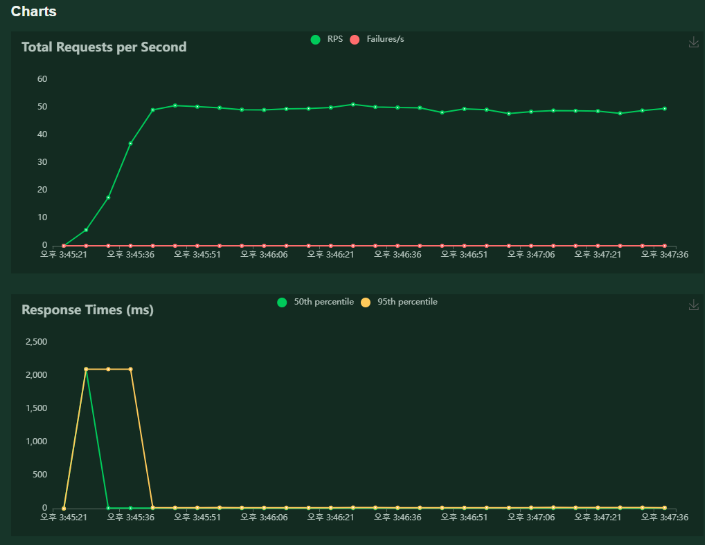 Charts
Total Requests per Second
RPS Failures/s
60
50
40
30
20
10
0
오후 3:45:21 오후 3:45:36 오후 3:45:51 오후 3:46:06 오후 3:46:21 오후 3:46:36 오후 3:46:51 오후 3:47:06 오후 3:47:21 오후 3:47:36
Response Times (ms)
50th percentile 95th percentile
2,500
2,000
1,500
1,000
500
0
오후 3:45:21 오후 3:45:36 오후 3:45:51 오후 3:46:06 오후 3:46:21 오후 3:46:36 오후 3:46:51 오후 3:47:06 오후 3:47:21 오후 3:47:36